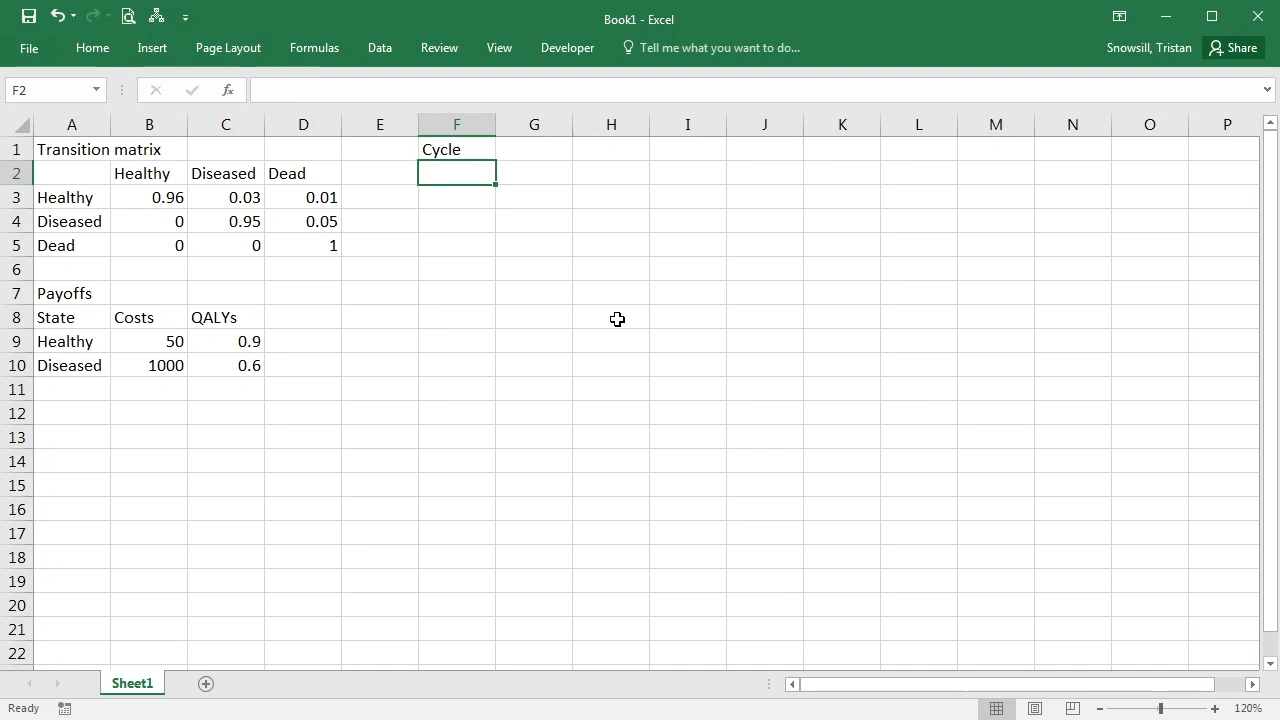 Book1 - Excel
File Home Insert Page Layout Formulas Data Review View Developer Tell me what you want to do... Snowsill, Tristan Share
F2 fx
A B C D E F G H I J K L M N O P
1 Transition matrix Cycle
2 Healthy Diseased Dead
3 Healthy 0.96 0.03 0.01
4 Diseased 0 0.95 0.05
5 Dead 0 0 1
6
7 Payoffs
8 State Costs QALYs
9 Healthy 50 0.9
10 Diseased 1000 0.6
11
12
13
14
15
16
17
18
19
20
21
22
Sheet1
Ready 120%